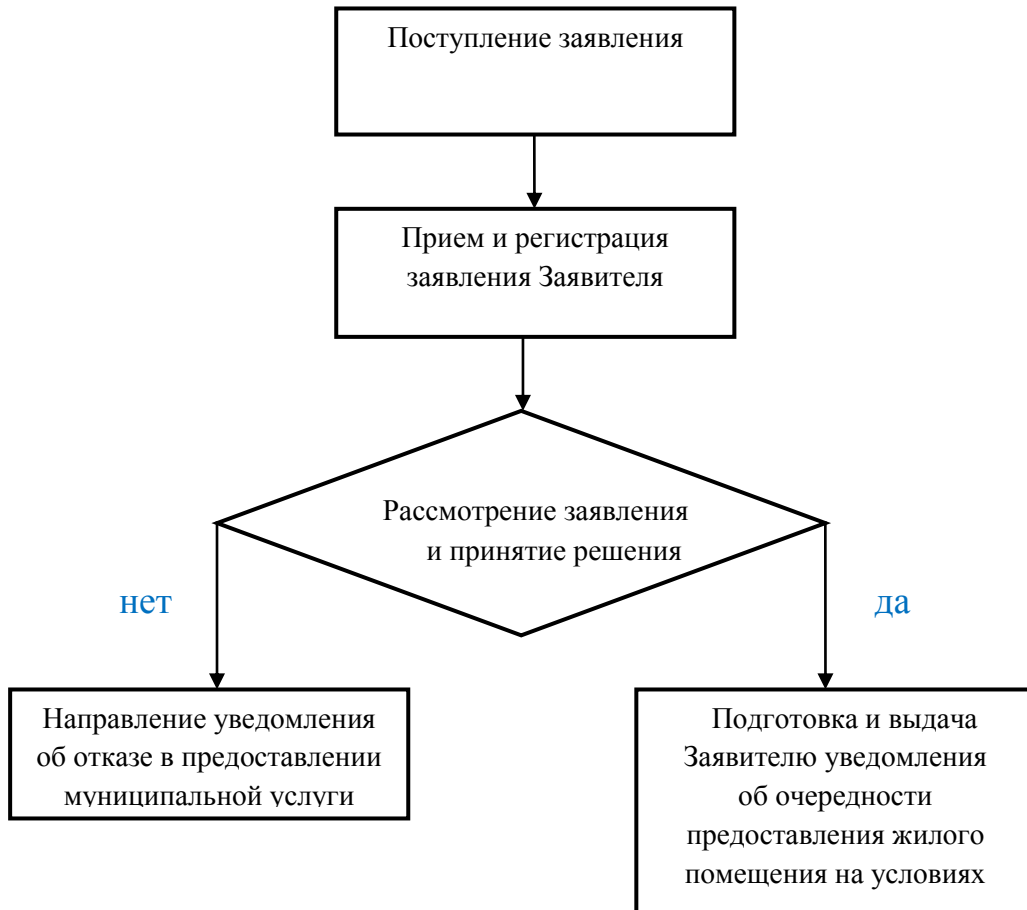 Поступление заявления
Прием и регистрация
заявления Заявителя
Рассмотрение заявления
и принятие решения
нет
да
Направление уведомления
об отказе в предоставлении
муниципальной услуги
Подготовка и выдача
Заявителю уведомления
об очередности
предоставления жилого
помещения на условиях